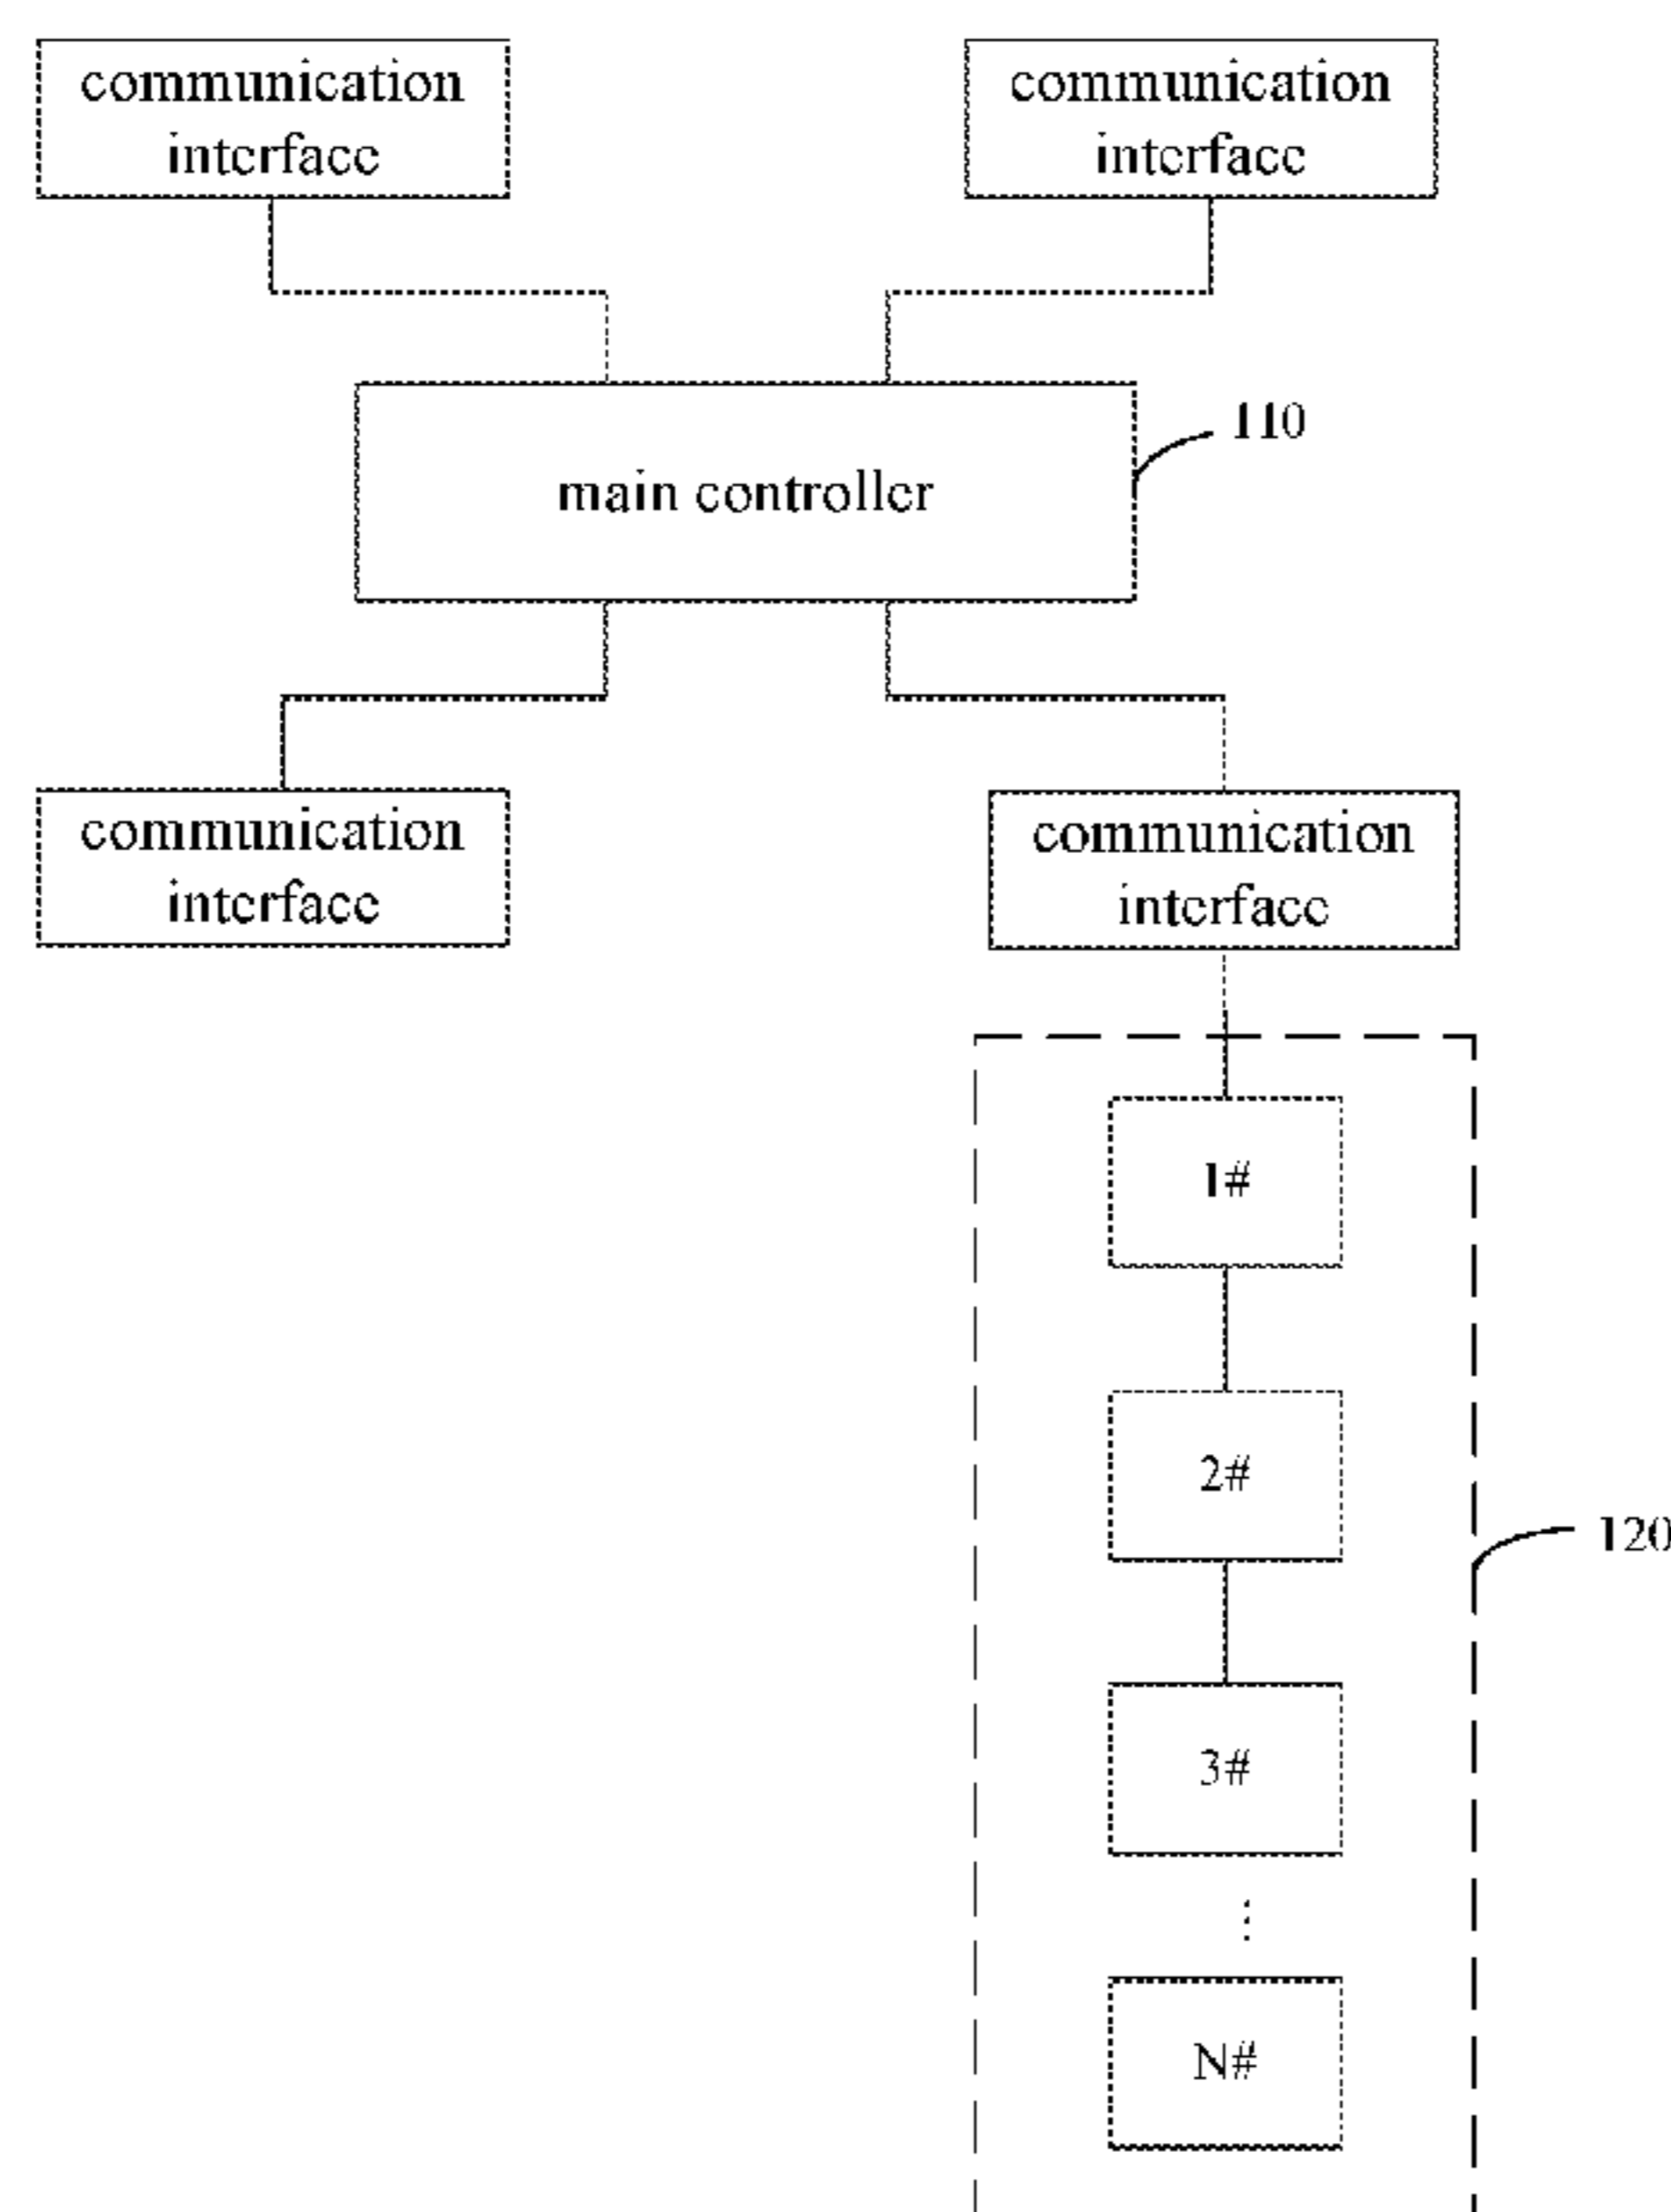 communication
interface
communication
interface
110
main controller
communication
interface
communication
interface
1#
2#
120
3#
N#